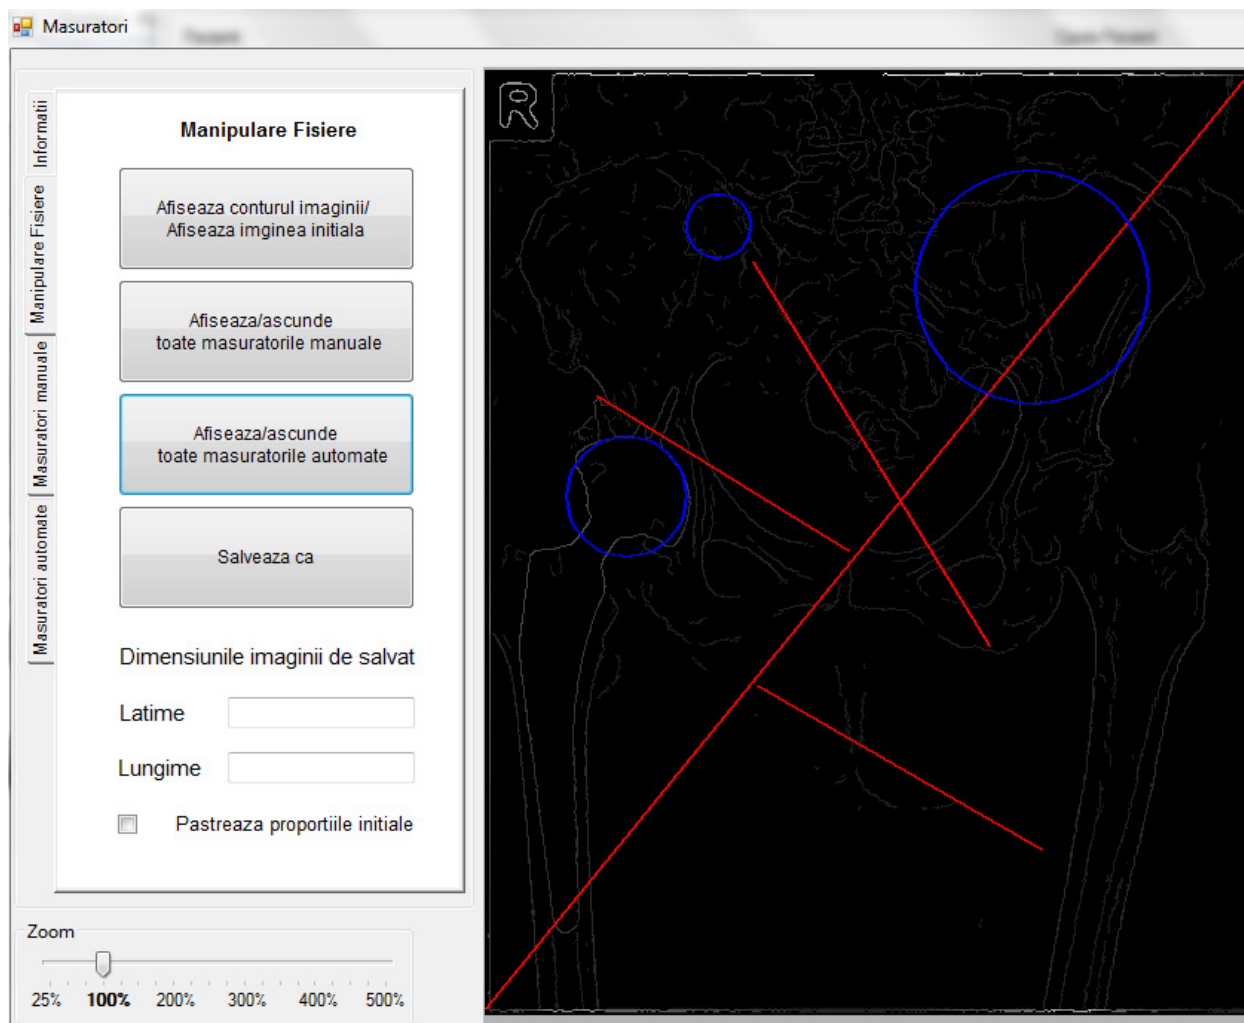 Masuratori
Informatii
Manipulare Fisiere
Masuratori manuale
Masuratori automate
Manipulare Fisiere
Afiseaza conturul imaginii/
Afiseaza imginea initiala
Afiseaza/ascunde
toate masuratorile manuale
Afiseaza/ascunde
toate masuratorile automate
Salveaza ca
Dimensiunile imaginii de salvat
Latime
Lungime
Pastreaza proportiile initiale
Zoom
25% 100% 200% 300% 400% 500%
R